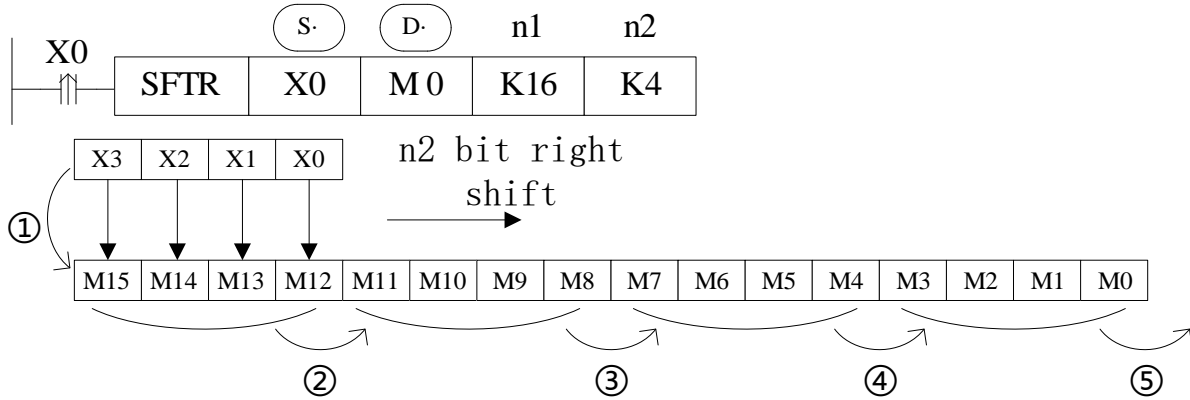 S· D· n1 n2
X0
SFTR X0 M 0 K16 K4
X3 X2 X1 X0
n2 bit right
shift
①
M15 M14 M13 M12 M11 M10 M9 M8 M7 M6 M5 M4 M3 M2 M1 M0
② ③ ④ ⑤